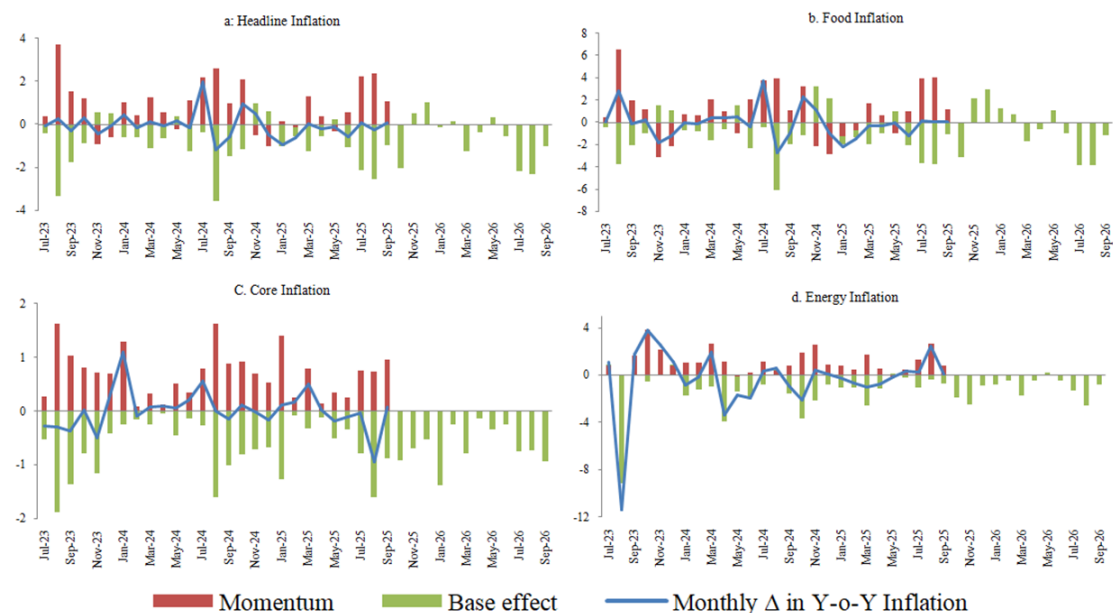 a: Headline Inflation
4
2
0
-2
-4
Jul-23
Sep-23
Nov-23
Jan-24
Mar-24
May-24
Jul-24
Sep-24
Nov-24
Jan-25
Mar-25
May-25
Jul-25
Sep-25
Nov-25
Jan-26
Mar-26
May-26
Jul-26
Sep-26
b. Food Inflation
8
6
4
2
0
-2
-4
-6
-8
Jul-23
Sep-23
Nov-23
Jan-24
Mar-24
May-24
Jul-24
Sep-24
Nov-24
Jan-25
Mar-25
May-25
Jul-25
Sep-25
Nov-25
Jan-26
Mar-26
May-26
Jul-26
Sep-26
C. Core Inflation
2
1
0
-1
-2
Jul-23
Sep-23
Nov-23
Jan-24
Mar-24
May-24
Jul-24
Sep-24
Nov-24
Jan-25
Mar-25
May-25
Jul-25
Sep-25
Nov-25
Jan-26
Mar-26
May-26
Jul-26
Sep-26
d. Energy Inflation
4
0
-4
-8
-12
Jul-23
Sep-23
Nov-23
Jan-24
Mar-24
May-24
Jul-24
Sep-24
Nov-24
Jan-25
Mar-25
May-25
Jul-25
Sep-25
Nov-25
Jan-26
Mar-26
May-26
Jul-26
Sep-26
Momentum Base effect Monthly Δ in Y-o-Y Inflation